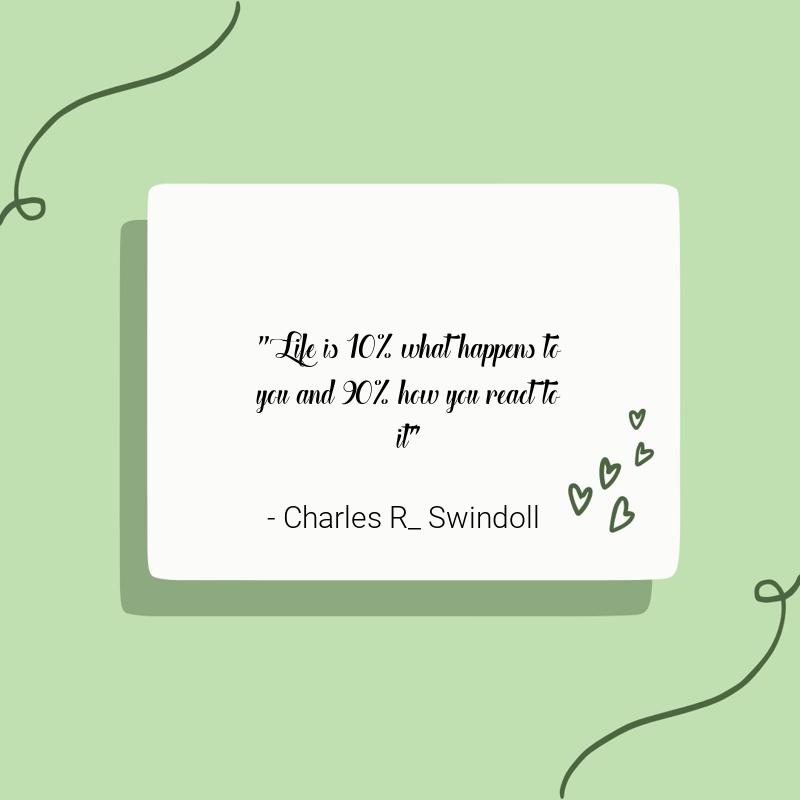 "Life is 10% what happens to
you and 90% how you react to
it"
- Charles R_ Swindoll